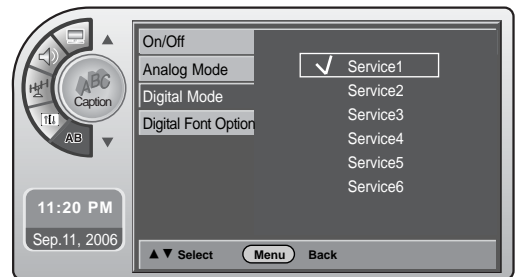 ABC
Caption
AB
11:20 PM
Sep.11, 2006
On/Off
Analog Mode
Digital Mode
Digital Font Option
Service1
Service2
Service3
Service4
Service5
Service6
▲▼ Select Menu Back